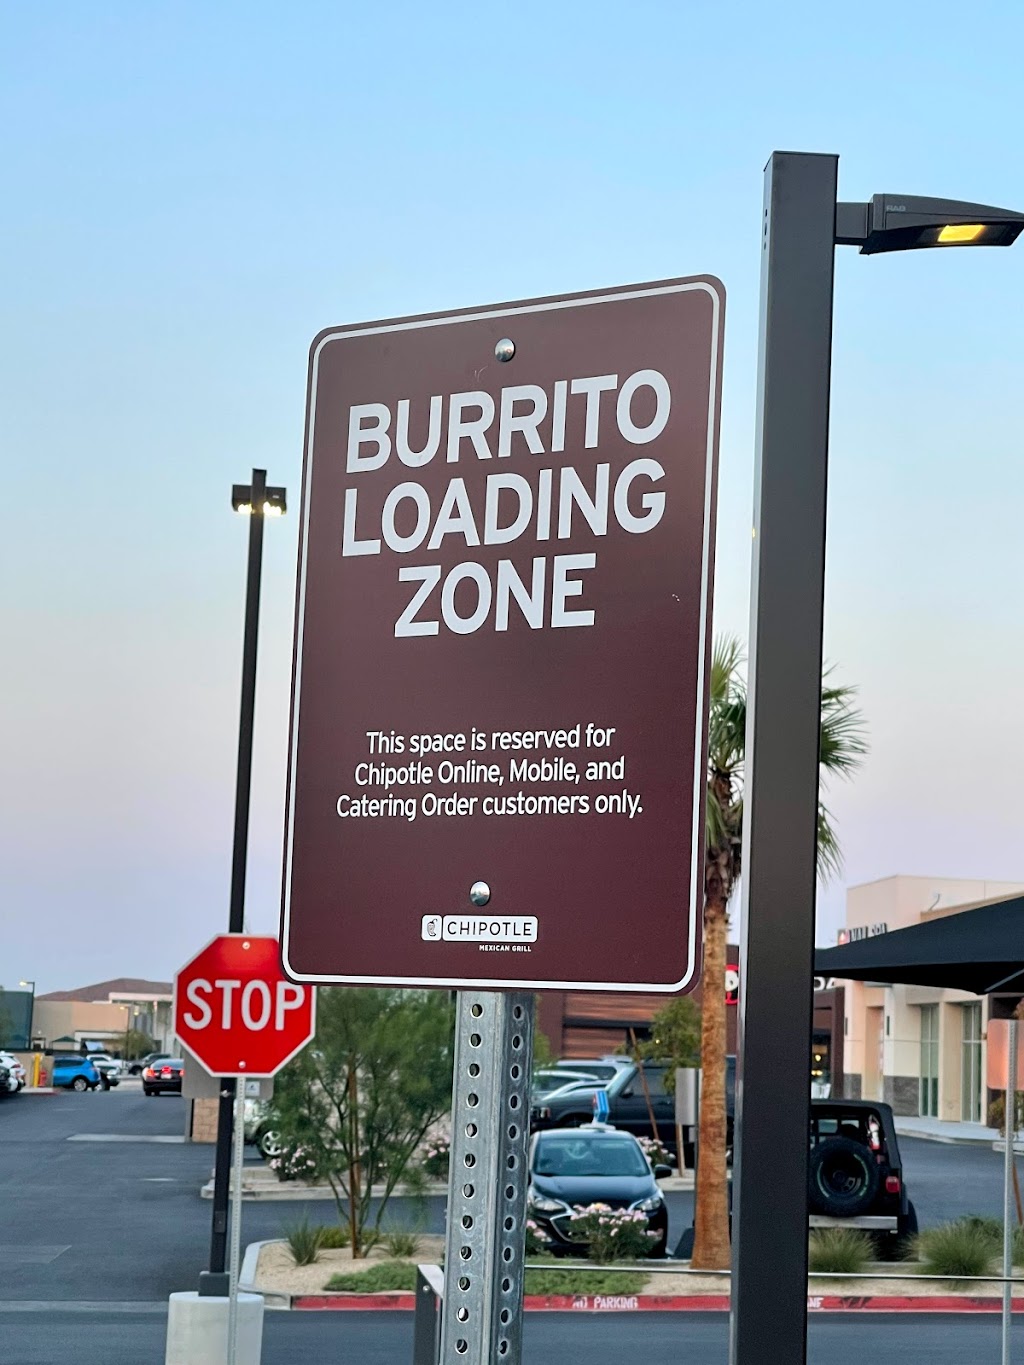 BURRITO
LOADING
ZONE
This space is reserved for
Chipotle Online, Mobile, and
Catering Order customers only.
CHIPOTLE
MEXICAN GRILL
STOP
RAB
NO PARKING